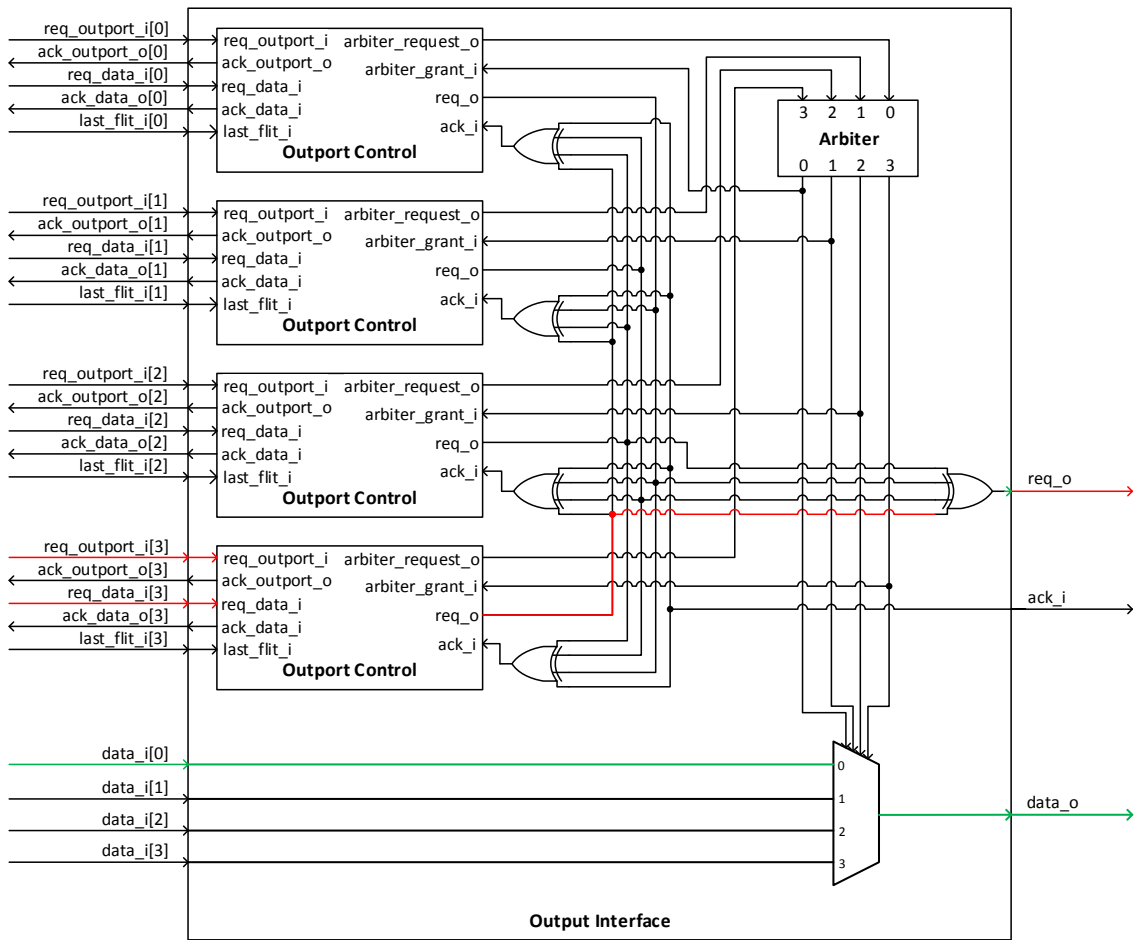 req_outport_i[0]
ack_outport_o[0]
req_data_i[0]
ack_data_o[0]
last_flit_i[0]
req_outport_i arbiter_request_o
ack_outport_o arbiter_grant_i
req_data_i req_o
ack_data_i ack_i
last_flit_i
Outport Control
3 2 1 0
Arbiter
0 1 2 3
req_outport_i[1]
ack_outport_o[1]
req_data_i[1]
ack_data_o[1]
last_flit_i[1]
req_outport_i arbiter_request_o
ack_outport_o arbiter_grant_i
req_data_i req_o
ack_data_i ack_i
last_flit_i
Outport Control
req_outport_i[2]
ack_outport_o[2]
req_data_i[2]
ack_data_o[2]
last_flit_i[2]
req_outport_i arbiter_request_o
ack_outport_o arbiter_grant_i
req_data_i req_o
ack_data_i ack_i
last_flit_i
Outport Control
req_o
req_outport_i[3]
ack_outport_o[3]
req_data_i[3]
ack_data_o[3]
last_flit_i[3]
req_outport_i arbiter_request_o
ack_outport_o arbiter_grant_i
req_data_i req_o
ack_data_i ack_i
last_flit_i
Outport Control
ack_i
data_i[0]
data_i[1]
data_i[2]
data_i[3]
0
1
2
3
data_o
Output Interface